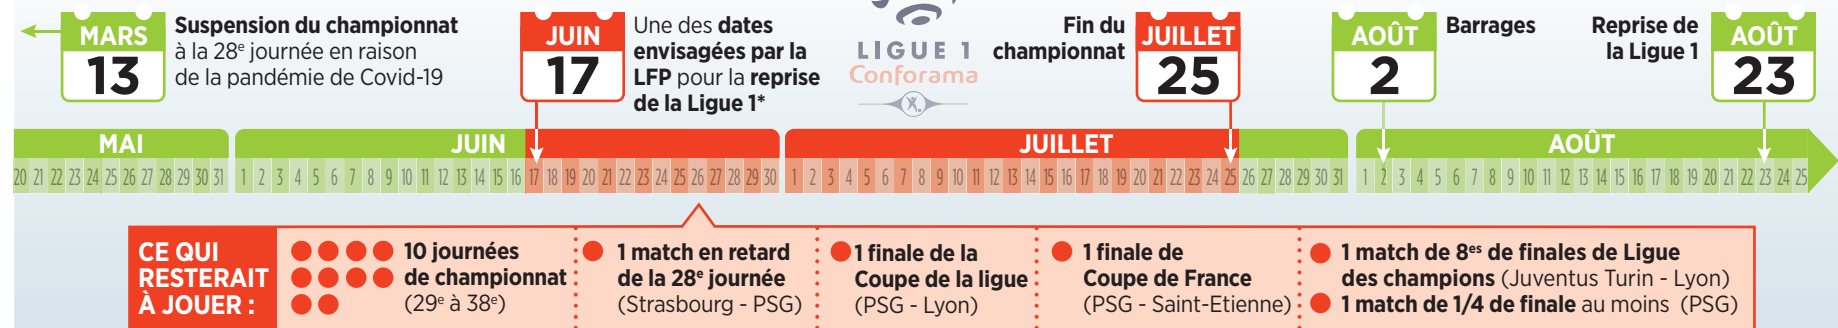 MARS
13
Suspension du championnat
à la 28e journée en raison
de la pandémie de Covid-19
JUIN
17
Une des dates
envisagées par la
LFP pour la reprise
de la Ligue 1*
LIGUE 1
Conforama
Fin du
championnat
JUILLET
25
AOÛT
2
Barrages
Reprise de
la Ligue 1
AOÛT
23
MAI
JUIN
JUILLET
AOÛT
20 21 22 23 24 25 26 27 28 29 30 31 1 2 3 4 5 6 7 8 9 10 11 12 13 14 15 16 17 18 19 20 21 22 23 24 25 26 27 28 29 30 1 2 3 4 5 6 7 8 9 10 11 12 13 14 15 16 17 18 19 20 21 22 23 24 25 26 27 28 29 30 31 1 2 3 4 5 6 7 8 9 10 11 12 13 14 15 16 17 18 19 20 21 22 23 24 25
CE QUI
RESTERAIT
À JOUER :
10 journées
de championnat
(29e à 38e)
1 match en retard
de la 28e journée
(Strasbourg - PSG)
1 finale de la
Coupe de la ligue
(PSG - Lyon)
1 finale de
Coupe de France
(PSG - Saint-Etienne)
1 match de 8es de finales de Ligue
des champions (Juventus Turin - Lyon)
1 match de 1/4 de finale au moins (PSG)